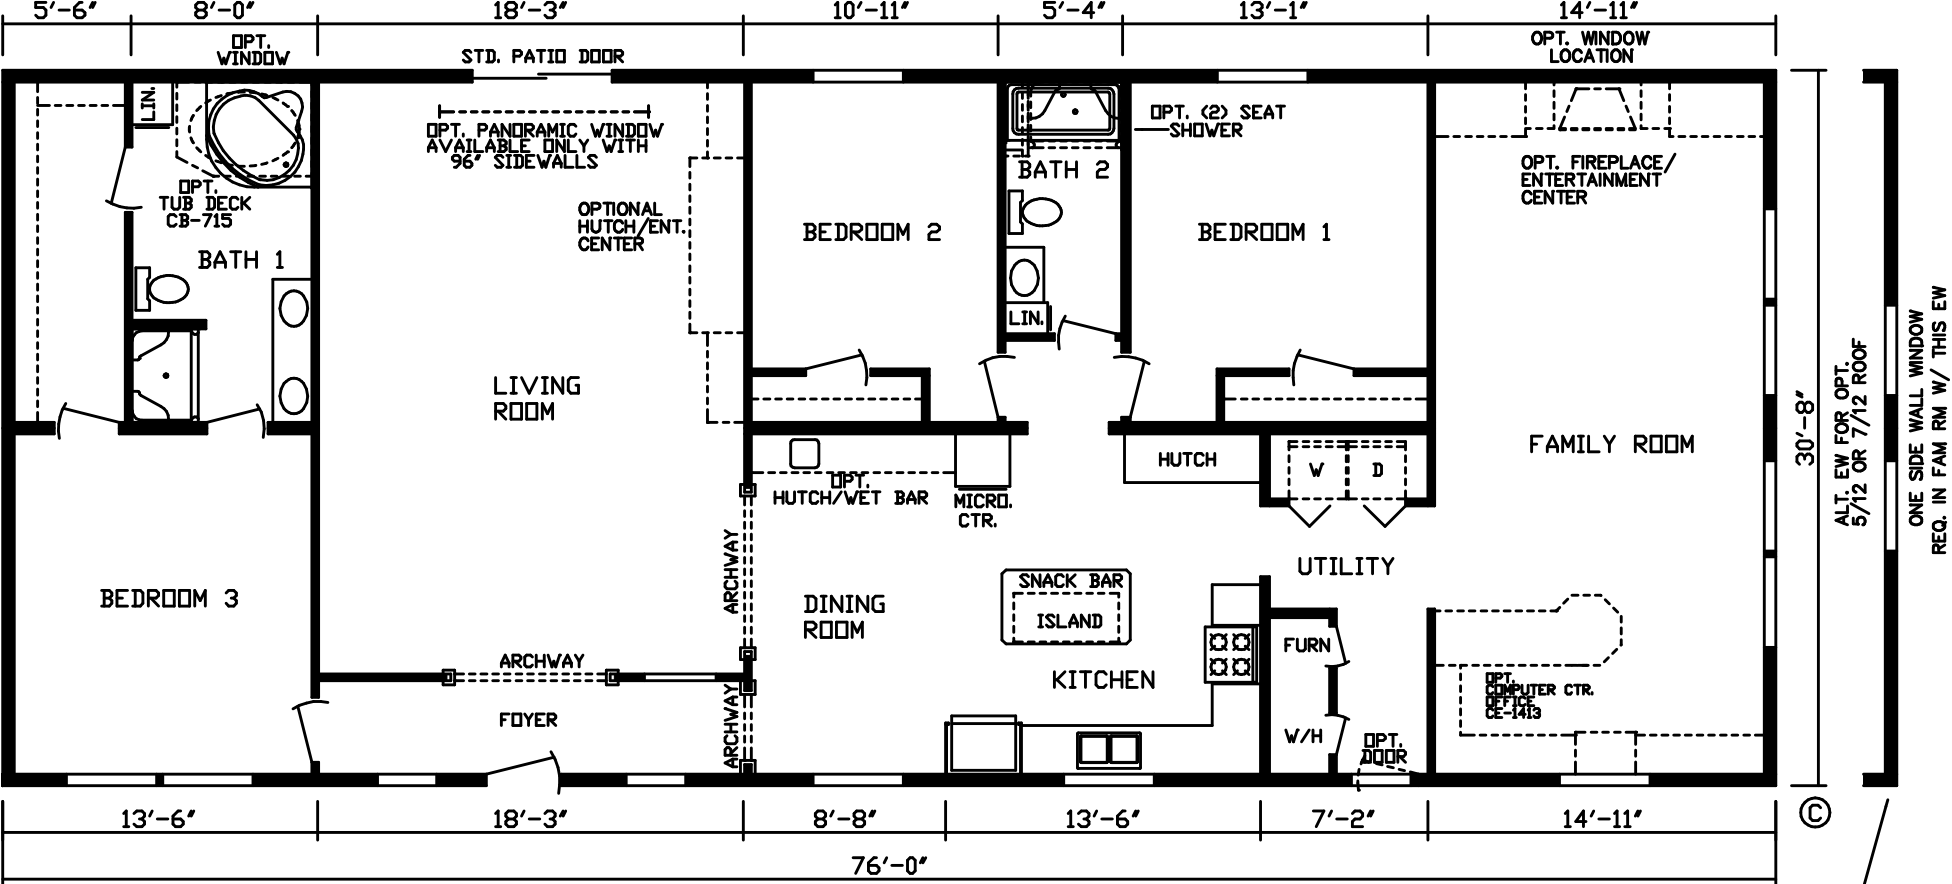 5'-6" 8'-0" 18'-3" 10'-11" 5'-4" 13'-1" 14'-11"
OPT.
WINDOW
STD. PATIO DOOR
OPT. WINDOW
LOCATION
LIN.
OPT. PANORAMIC WINDOW
AVAILABLE ONLY WITH
96" SIDEWALLS
OPT. (2) SEAT
SHOWER
BATH 2
OPT. FIREPLACE/
ENTERTAINMENT
CENTER
OPT.
TUB DECK
CB-715
OPTIONAL
HUTCH/ENT.
CENTER
BATH 1
BEDROOM 2
BEDROOM 1
LIN.
LIVING
ROOM
FAMILY ROOM
30'-8"
ALT. EW FOR OPT.
5/12 OR 7/12 ROOF
ONE SIDE WALL WINDOW
REQ. IN FAM RM W/ THIS EW
HUTCH
W D
OPT.
HUTCH/WET BAR
MICRO.
CTR.
ARCHWAY
UTILITY
BEDROOM 3
DINING
ROOM
SNACK BAR
ISLAND
FURN
ARCHWAY
KITCHEN
OPT.
COMPUTER CTR.
OFFICE
CE-1413
FOYER
ARCHWAY
W/H
OPT.
DOOR
13'-6" 18'-3" 8'-8" 13'-6" 7'-2" 14'-11"
©
76'-0"